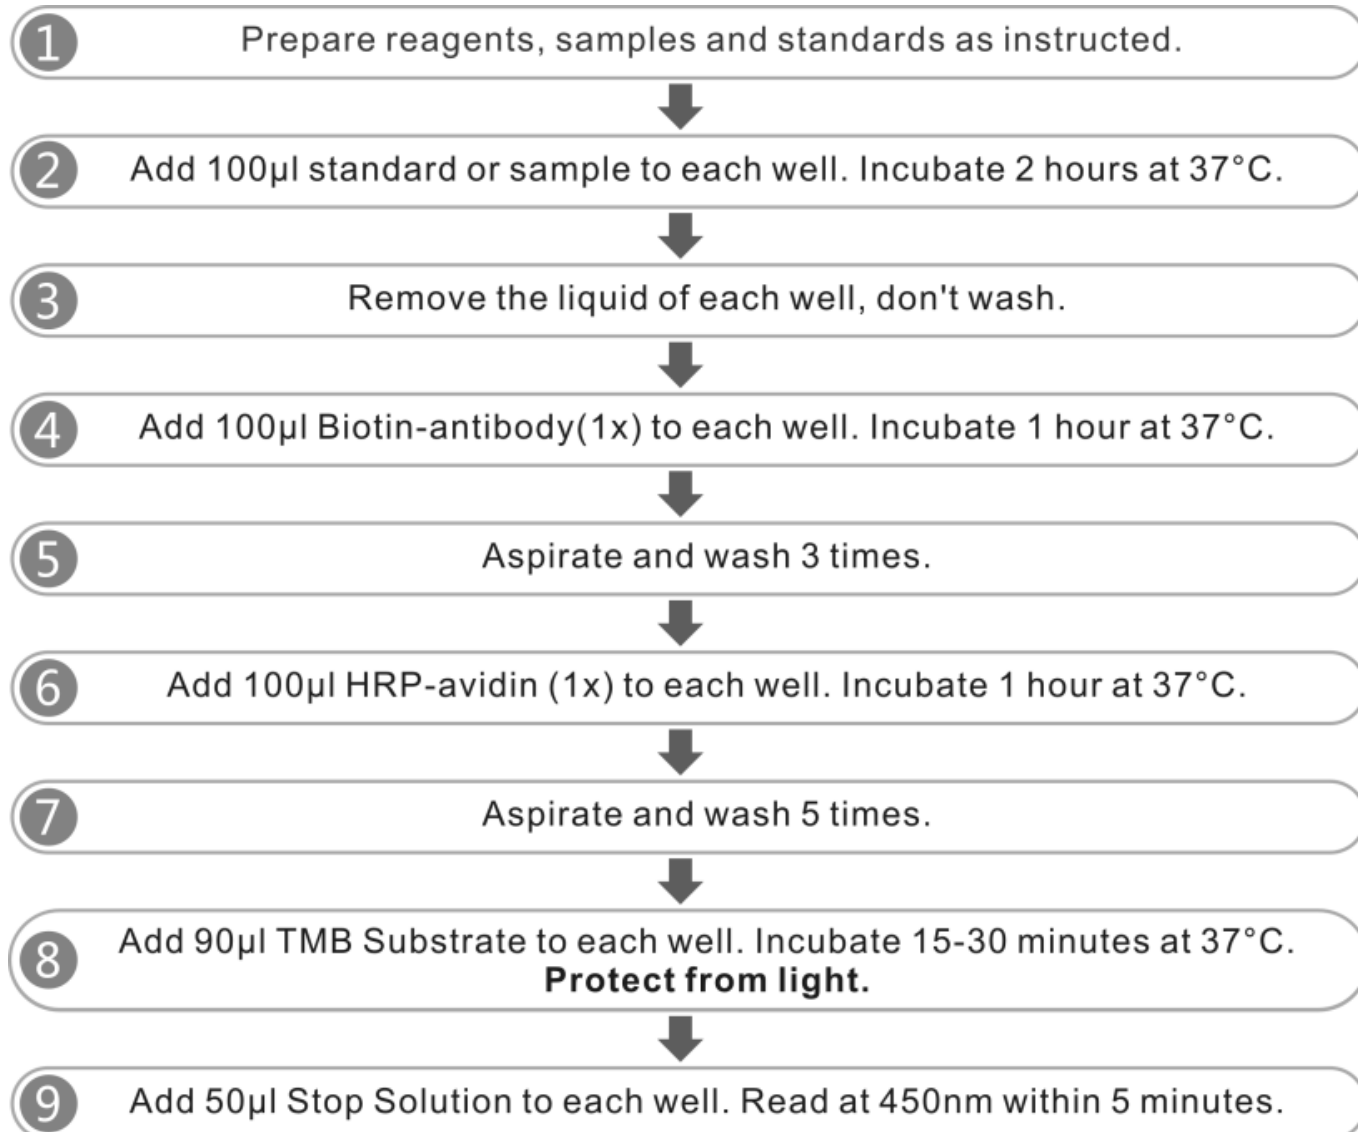 1 Prepare reagents, samples and standards as instructed.
2 Add 100µl standard or sample to each well. Incubate 2 hours at 37°C.
3 Remove the liquid of each well, don't wash.
4 Add 100µl Biotin-antibody(1x) to each well. Incubate 1 hour at 37°C.
5 Aspirate and wash 3 times.
6 Add 100µl HRP-avidin (1x) to each well. Incubate 1 hour at 37°C.
7 Aspirate and wash 5 times.
8 Add 90µl TMB Substrate to each well. Incubate 15-30 minutes at 37°C.
Protect from light.
9 Add 50µl Stop Solution to each well. Read at 450nm within 5 minutes.